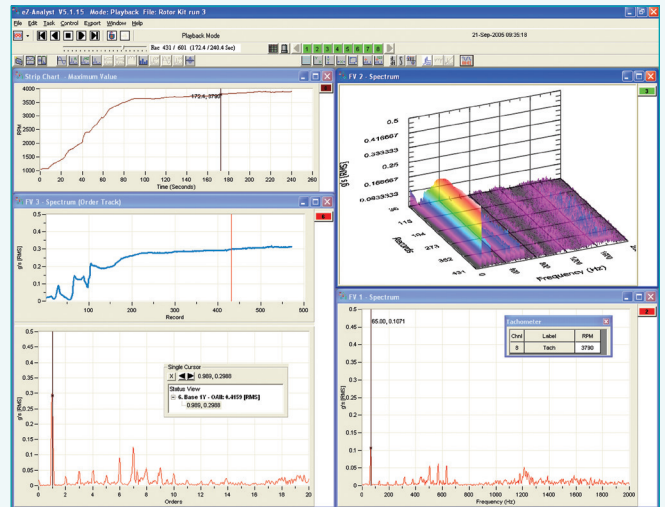 eZ-Analyst V5.1.15 Mode: Playback File: Rotor Kit run 3
File Edit Task Control Export Window Help
Playback Mode
21-Sep-2005 09:35:18
Rec 431 / 601 (172.4 / 240.4 Sec)
1 2 3 4 5 6 7 8
Strip Chart - Maximum Value
4000
3000
2000
1000
RPM
172.4, 3790
0 20 40 60 80 100 120 140 160 180 200 220 240 260
Time (Seconds)
FV 2 - Spectrum
3
0.5
0.416667
0.333333
0.25
0.166667
0.0833333
g's [RMS]
115
273
352
431
Records
0
Frequency (Hz)
FV 3 - Spectrum (Order Track)
6
0.5
0.4
0.3
0.2
0.1
0
g's [RMS]
100 200 300 400 500 600
Record
0.5
0.45
0.4
0.35
0.3
0.25
0.2
0.15
0.1
0.05
0
g's [RMS]
0 2 4 6 8 10 12 14 16 18 20
Orders
Single Cursor
X 0.989, 0.2988
Status View
6. Base 1Y - OAll: 0.4159 [RMS]
0.989, 0.2988
FV 1 - Spectrum
2
65.00, 0.1071
Tachometer
Chnl Label RPM
8 Tach 3790
0.5
0.45
0.4
0.35
0.3
0.25
0.2
0.15
0.1
0.05
0
g's [RMS]
0 200 400 600 800 1000 1200 1400 1600 1800 2000
Frequency (Hz)